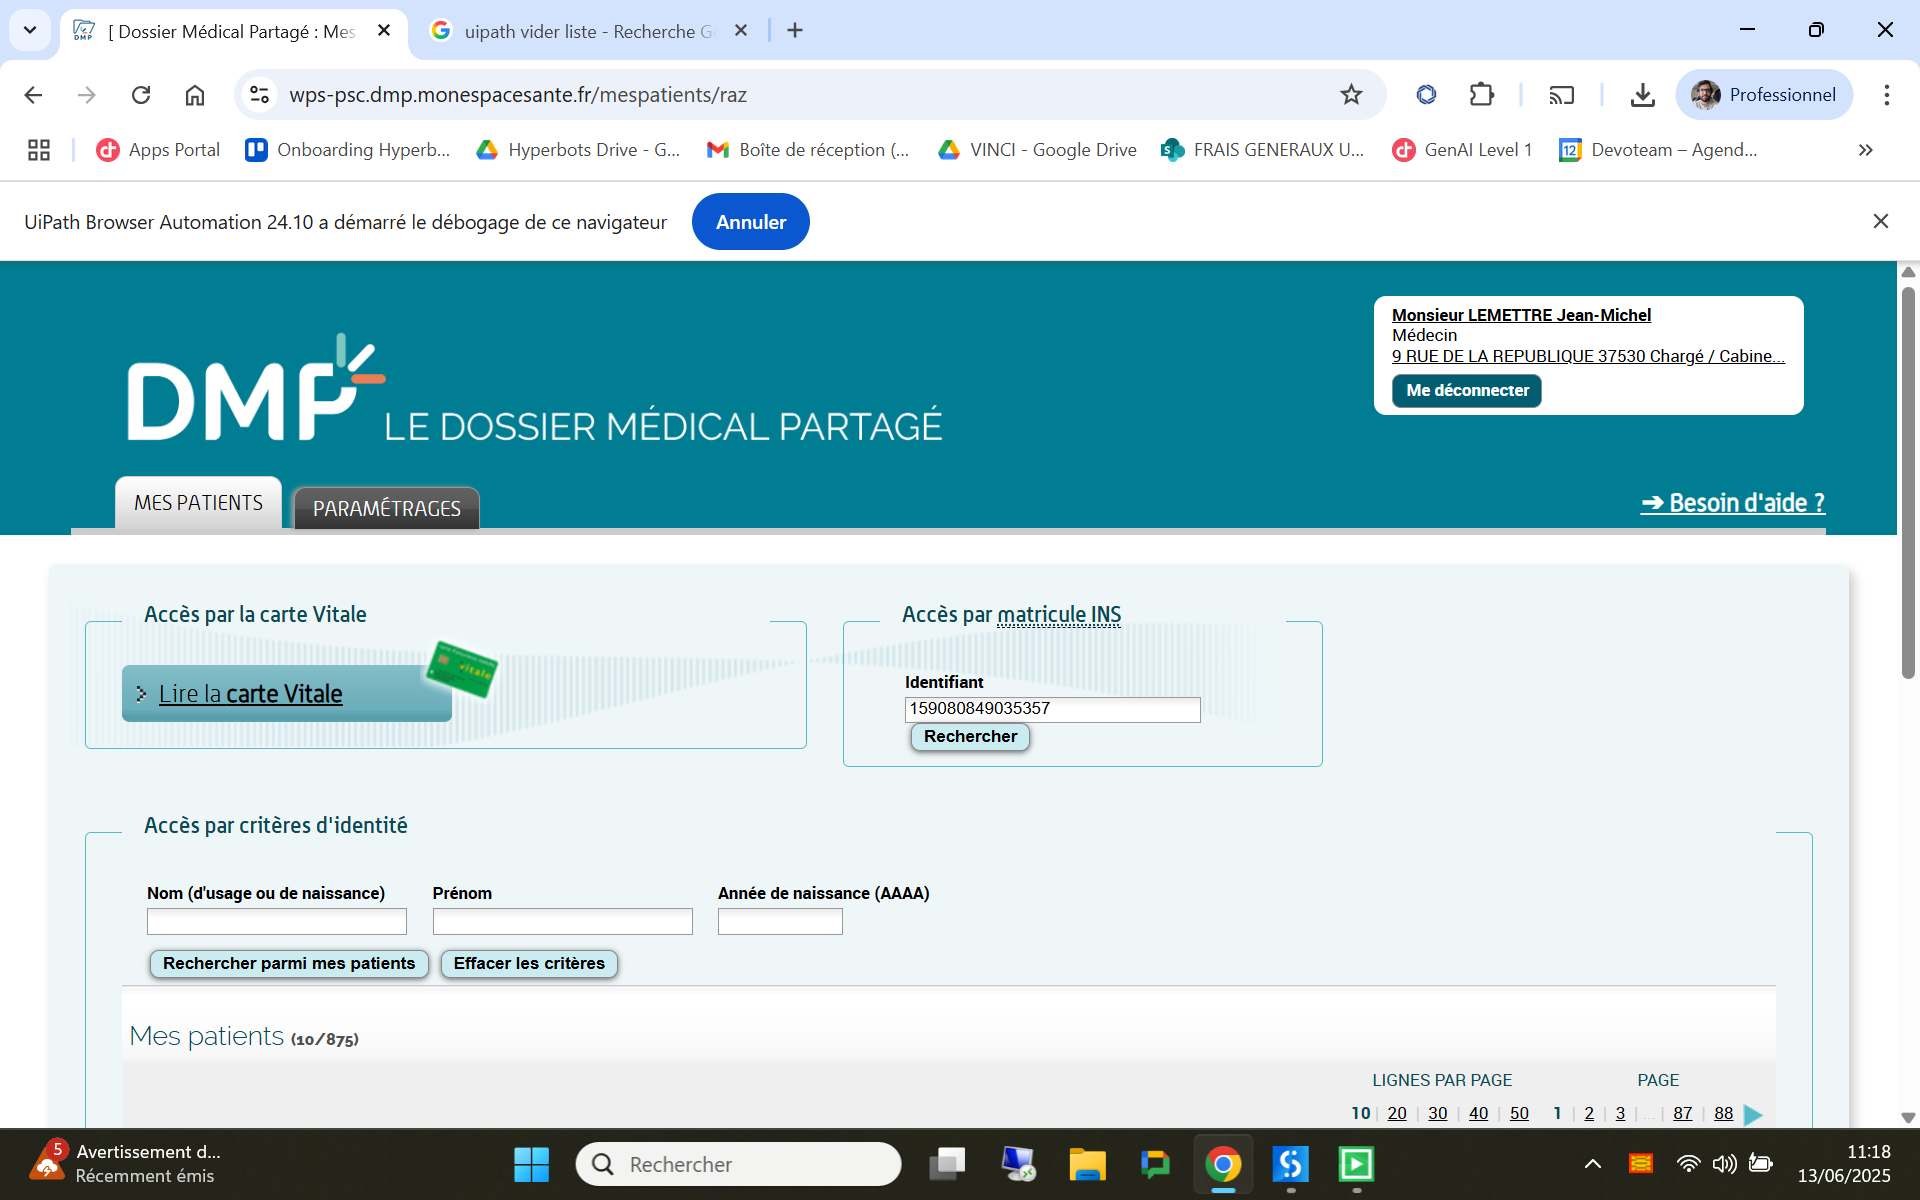 [ Dossier Médical Partagé : Mes
uipath vider liste - Recherche G
wps-psc.dmp.monespacesante.fr/mespatients/raz
Professionnel
Apps Portal
Onboarding Hyperb...
Hyperbots Drive - G...
Boîte de réception (...
VINCI - Google Drive
FRAIS GENERAUX U...
GenAI Level 1
12
Devoteam – Agend...
UiPath Browser Automation 24.10 a démarré le débogage de ce navigateur
Annuler
Monsieur LEMETTRE Jean-Michel
Médecin
9 RUE DE LA REPUBLIQUE 37530 Chargé / Cabine...
Me déconnecter
DMP LE DOSSIER MÉDICAL PARTAGÉ
MES PATIENTS
PARAMÉTRAGES
➔ Besoin d'aide ?
Accès par la carte Vitale
Lire la carte Vitale
vitale
Accès par matricule INS
Identifiant
159080849035357
Rechercher
Accès par critères d'identité
Nom (d'usage ou de naissance)
Prénom
Année de naissance (AAAA)
Rechercher parmi mes patients
Effacer les critères
Mes patients (10/875)
LIGNES PAR PAGE
PAGE
10 | 20 | 30 | 40 | 50
1 | 2 | 3 | ... | 87 | 88
5
Avertissement d...
Récemment émis
Rechercher
11:18
13/06/2025